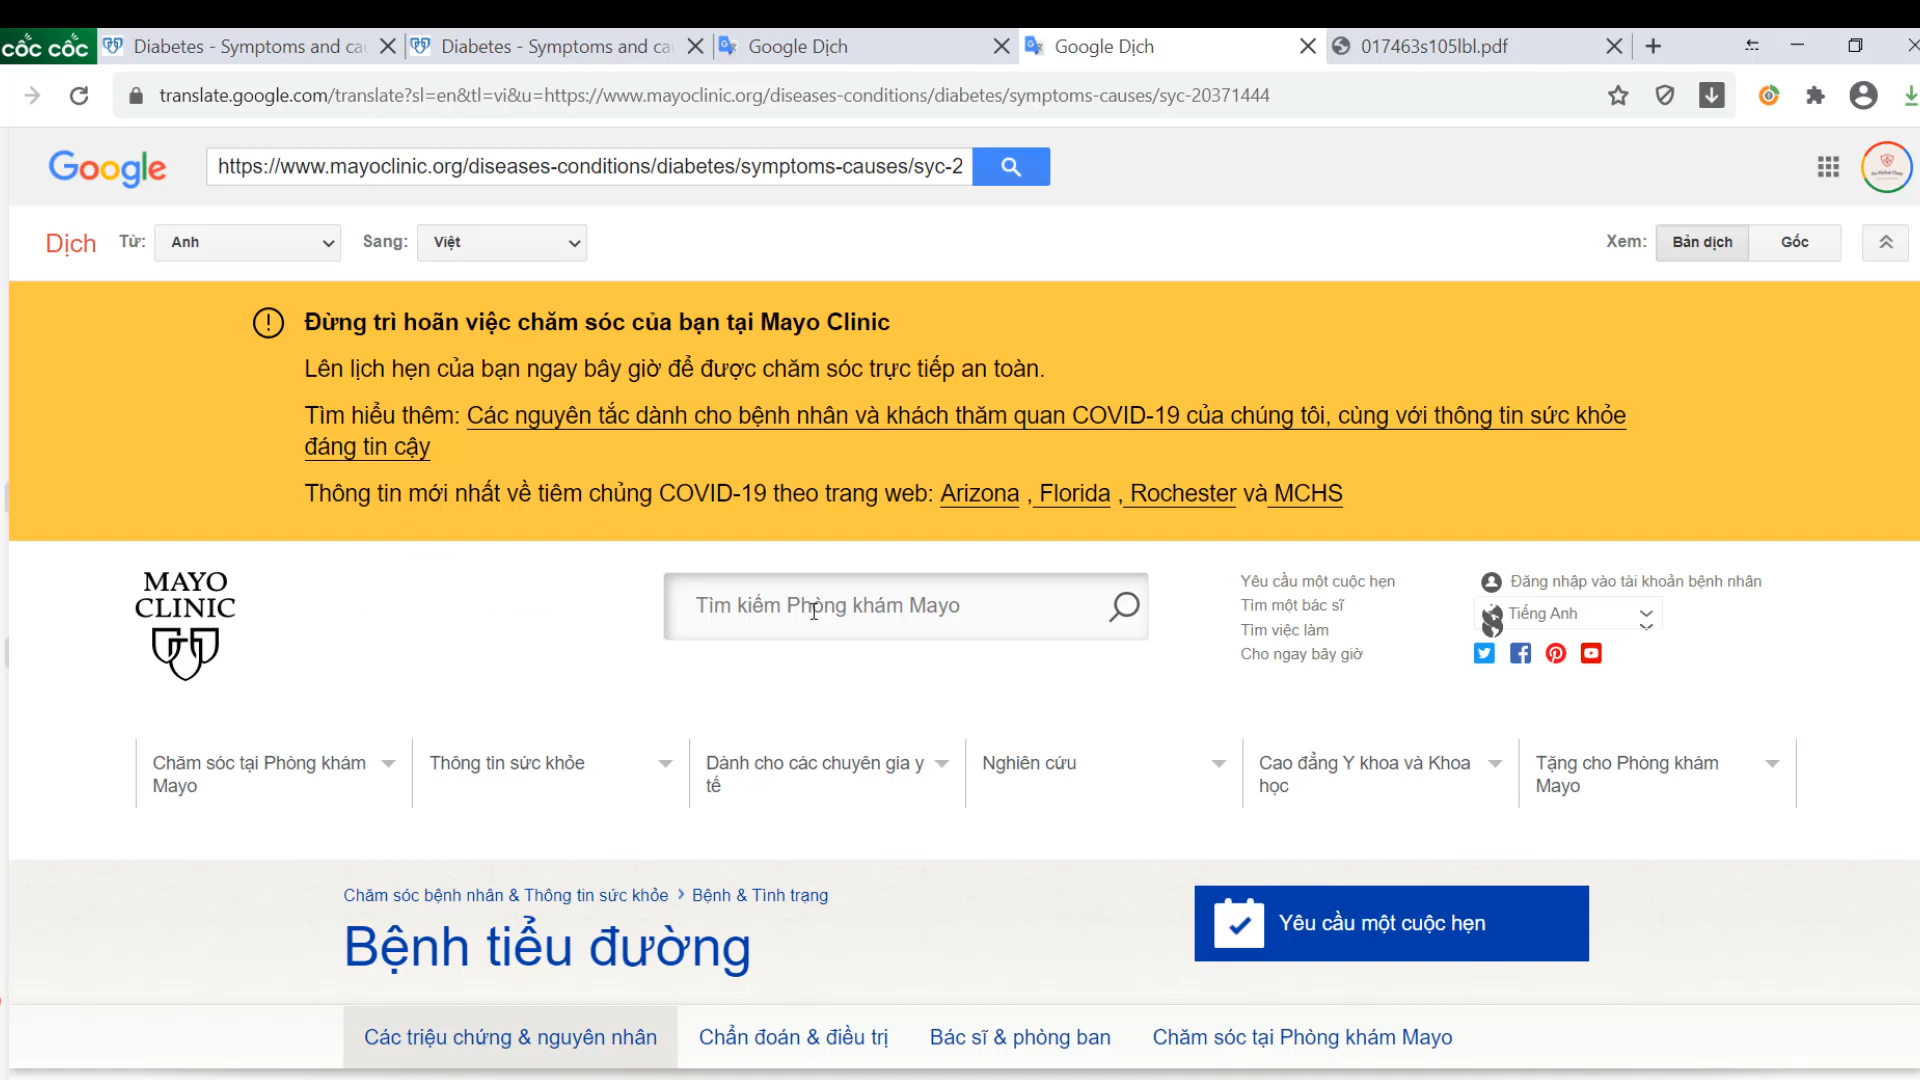 CỐC CỐC
Diabetes - Symptoms and ca
Diabetes - Symptoms and ca
Google Dịch
Google Dịch
017463s105lbl.pdf
translate.google.com/translate?sl=en&tl=vi&u=https://www.mayoclinic.org/diseases-conditions/diabetes/symptoms-causes/syc-20371444
Google
https://www.mayoclinic.org/diseases-conditions/diabetes/symptoms-causes/syc-2
Dịch
Từ:
Anh
Sang:
Việt
Xem:
Bản dịch
Gốc
Đừng trì hoãn việc chăm sóc của bạn tại Mayo Clinic
Lên lịch hẹn của bạn ngay bây giờ để được chăm sóc trực tiếp an toàn.
Tìm hiểu thêm: Các nguyên tắc dành cho bệnh nhân và khách thăm quan COVID-19 của chúng tôi, cùng với thông tin sức khỏe
đáng tin cậy
Thông tin mới nhất về tiêm chủng COVID-19 theo trang web: Arizona , Florida , Rochester và MCHS
MAYO
CLINIC
Tìm kiếm Phòng khám Mayo
Yêu cầu một cuộc hẹn
Tìm một bác sĩ
Tìm việc làm
Cho ngay bây giờ
Đăng nhập vào tài khoản bệnh nhân
Tiếng Anh
Chăm sóc tại Phòng khám
Mayo
Thông tin sức khỏe
Dành cho các chuyên gia y
tế
Nghiên cứu
Cao đẳng Y khoa và Khoa
học
Tặng cho Phòng khám
Mayo
Chăm sóc bệnh nhân & Thông tin sức khỏe › Bệnh & Tình trạng
Bệnh tiểu đường
Yêu cầu một cuộc hẹn
Các triệu chứng & nguyên nhân
Chẩn đoán & điều trị
Bác sĩ & phòng ban
Chăm sóc tại Phòng khám Mayo